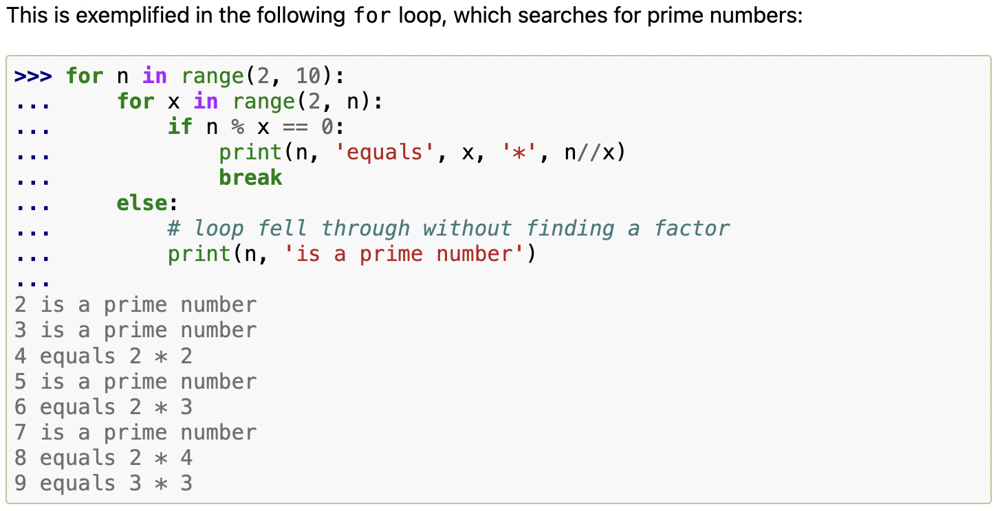 This is exemplified in the following for loop, which searches for prime numbers:
>>> for n in range(2, 10):
...     for x in range(2, n):
...         if n % x == 0:
...             print(n, 'equals', x, '*', n//x)
...             break
...     else:
...         # loop fell through without finding a factor
...         print(n, 'is a prime number')
...
2 is a prime number
3 is a prime number
4 equals 2 * 2
5 is a prime number
6 equals 2 * 3
7 is a prime number
8 equals 2 * 4
9 equals 3 * 3